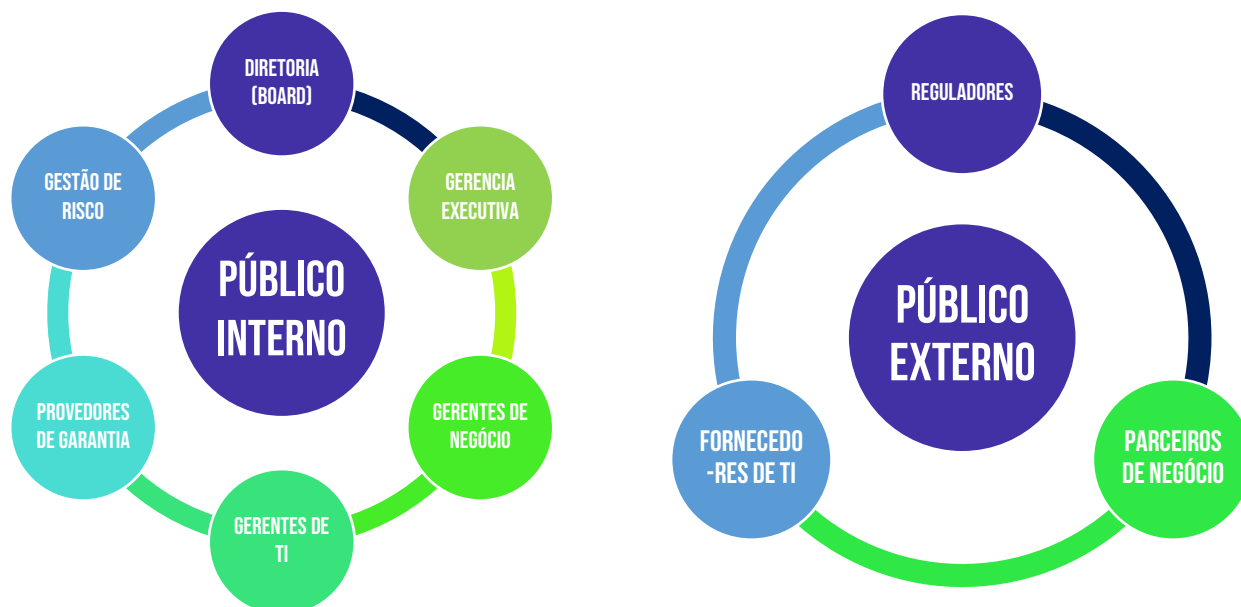 DIRETORIA
(BOARD)
GERENCIA
EXECUTIVA
GERENTES DE
NEGÓCIO
GERENTES DE
TI
PROVEDORES
DE GARANTIA
GESTÃO DE
RISCO
PÚBLICO
INTERNO
REGULADORES
PARCEIROS
DE NEGÓCIO
FORNECEDO
-RES DE TI
PÚBLICO
EXTERNO